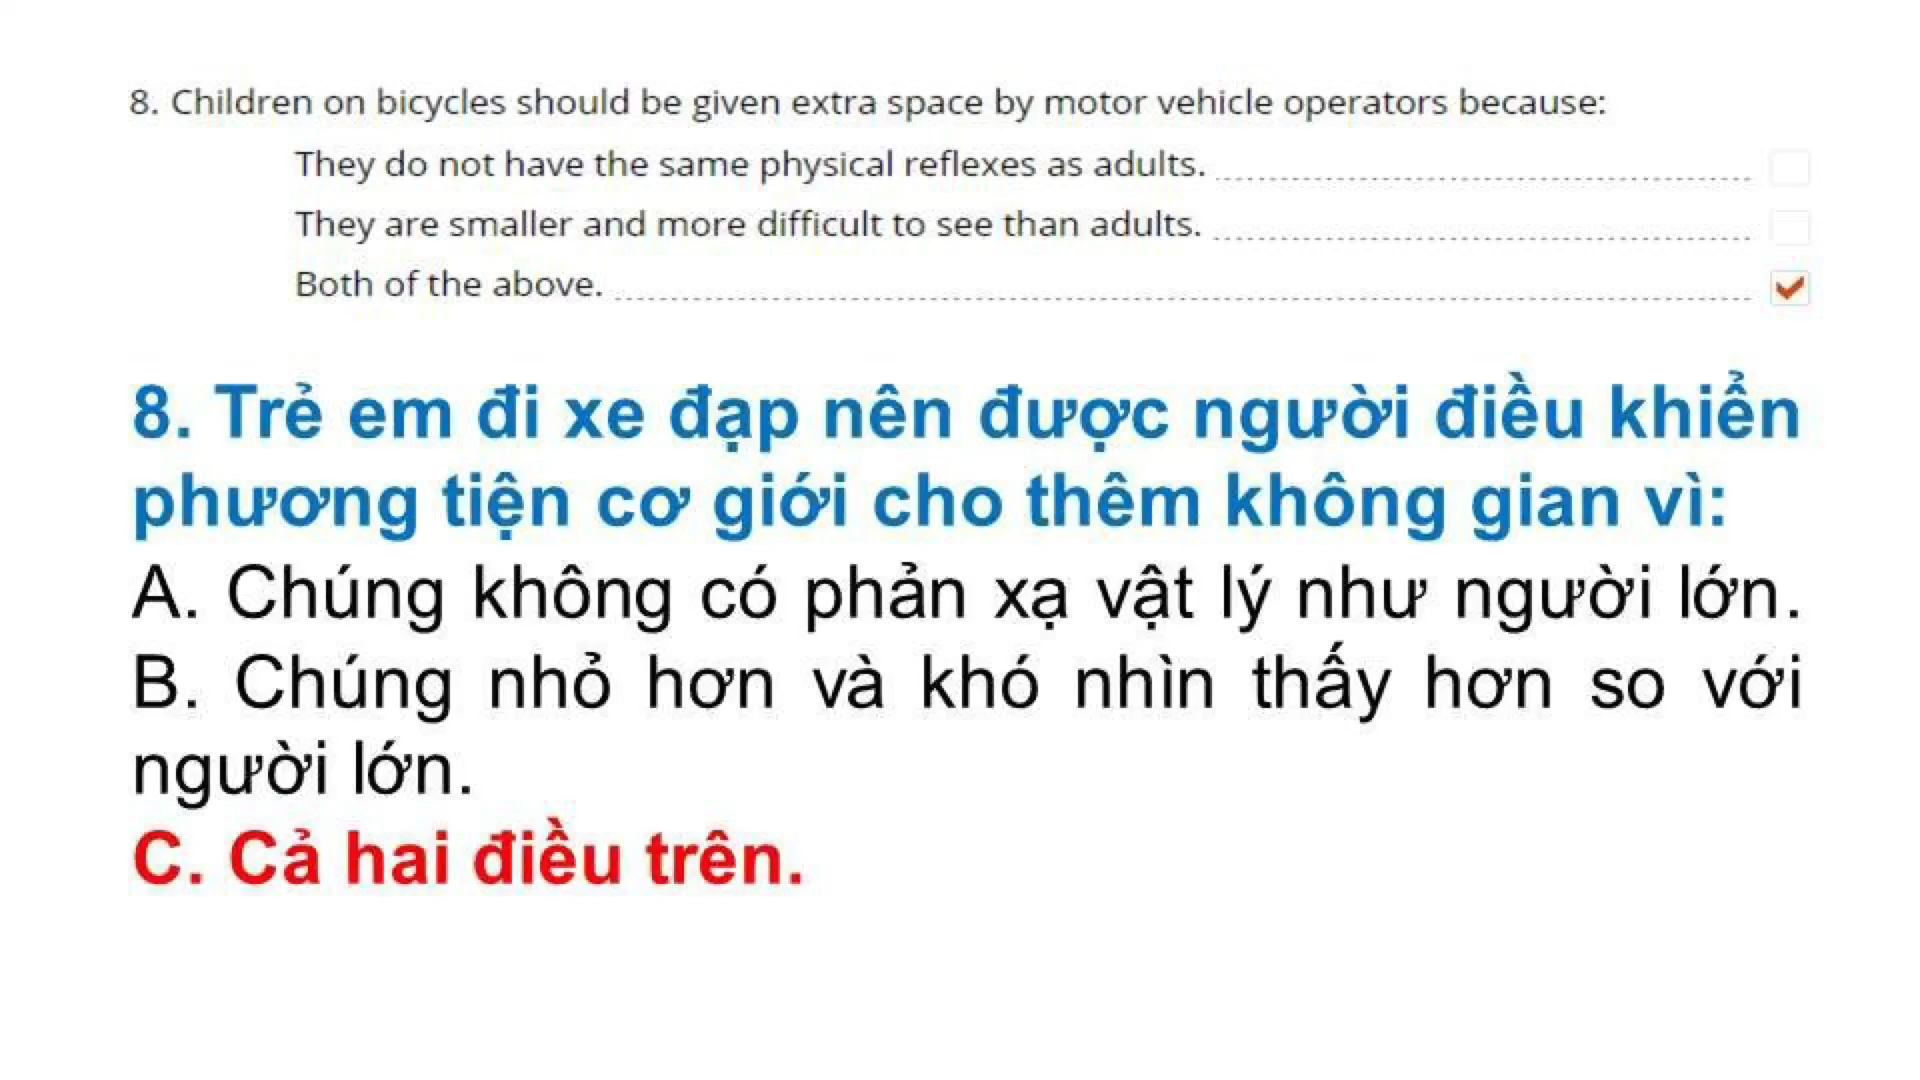 8. Children on bicycles should be given extra space by motor vehicle operators because:
They do not have the same physical reflexes as adults.
They are smaller and more difficult to see than adults.
Both of the above.
8. Trẻ em đi xe đạp nên được người điều khiển
phương tiện cơ giới cho thêm không gian vì:
A. Chúng không có phản xạ vật lý như người lớn.
B. Chúng nhỏ hơn và khó nhìn thấy hơn so với
người lớn.
C. Cả hai điều trên.